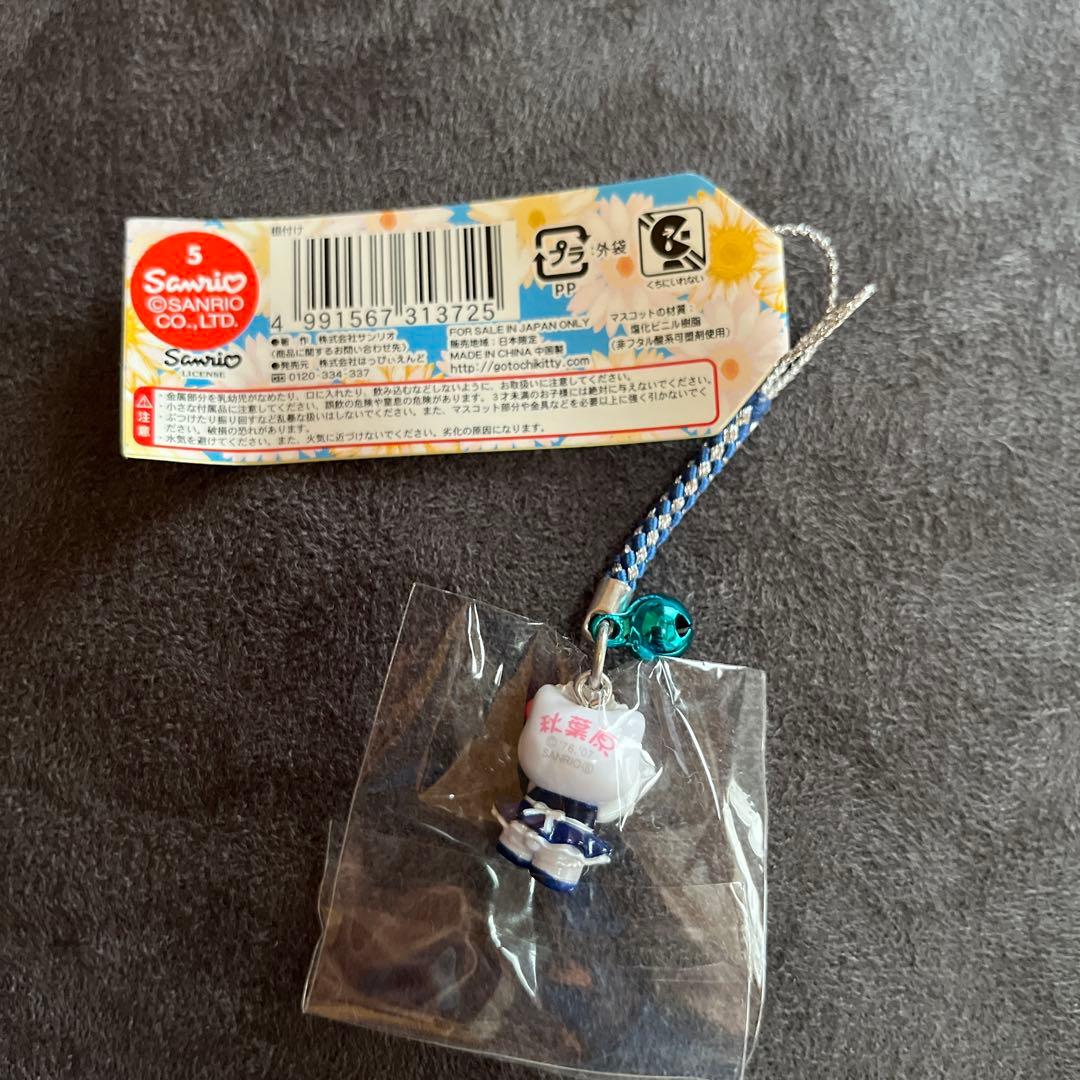 5
Sanrio
©SANRIO
CO., LTD.
Sanrio
LICENSE
根付け
4 991567 313725
プラ
PP
:外袋
くちにいれない
●著 作 株式会社サンリオ
(商品に関するお問い合わせ先)
●発売元 株式会社はっぴぃえんど
0120-334-337
FOR SALE IN JAPAN ONLY
販売地域:日本限定
MADE IN CHINA 中国製
http://gotochikitty.com
マスコットの材質:
塩化ビニル樹脂
(非フタル酸系可塑剤使用)
注意
・金属部分を乳幼児がなめたり、口に入れたり、飲み込むなどしないように、お取扱いに注意してください。
・小さな付属品に注意してください。誤飲の危険や窒息の危険があります。3才未満のお子様には絶対に与えないでください。
・ぶつけたり振り回すなど乱暴な扱いはしないでください。また、マスコット部分や金具などを必要以上に強く引かないでく
ださい。破損の恐れがあります。
・水気を避けてください。また、火気に近づけないでください。劣化の原因になります。
秋葉原
© '76,'07
SANRIO